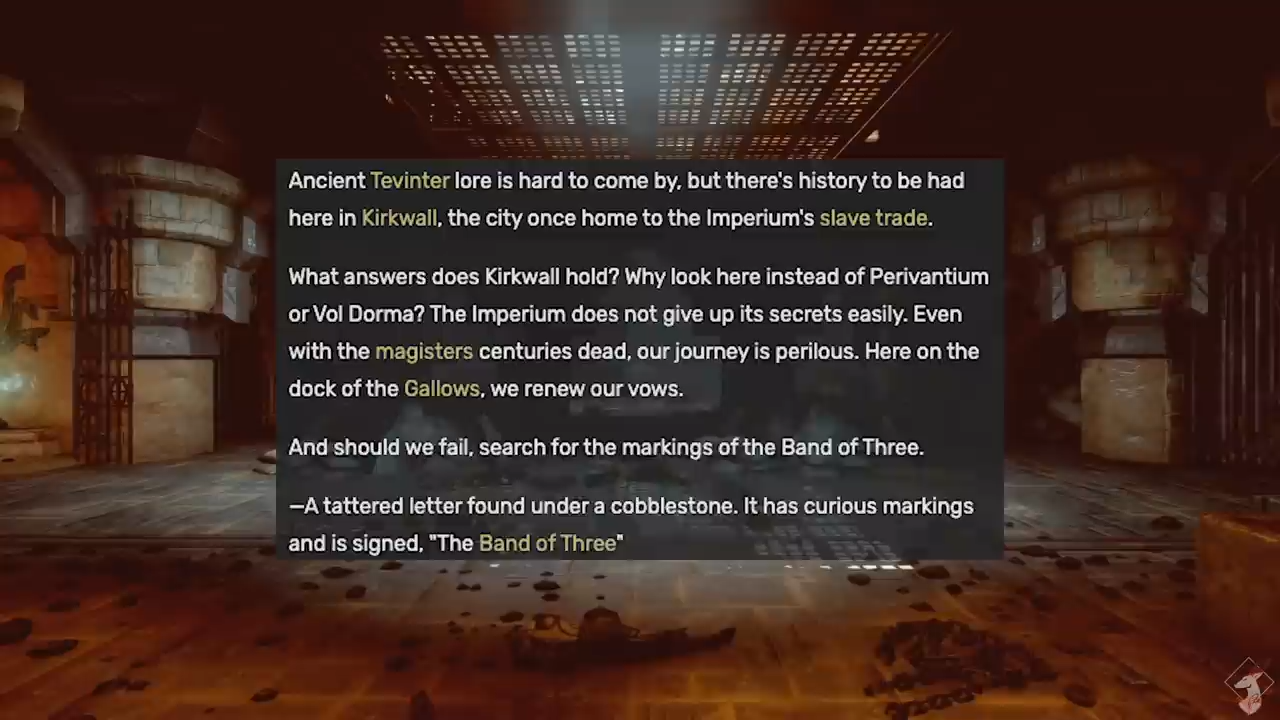 Ancient Tevinter lore is hard to come by, but there's history to be had
here in Kirkwall, the city once home to the Imperium's slave trade.
What answers does Kirkwall hold? Why look here instead of Perivantium
or Vol Dorma? The Imperium does not give up its secrets easily. Even
with the magisters centuries dead, our journey is perilous. Here on the
dock of the Gallows, we renew our vows.
And should we fail, search for the markings of the Band of Three.
—A tattered letter found under a cobblestone. It has curious markings
and is signed, "The Band of Three"